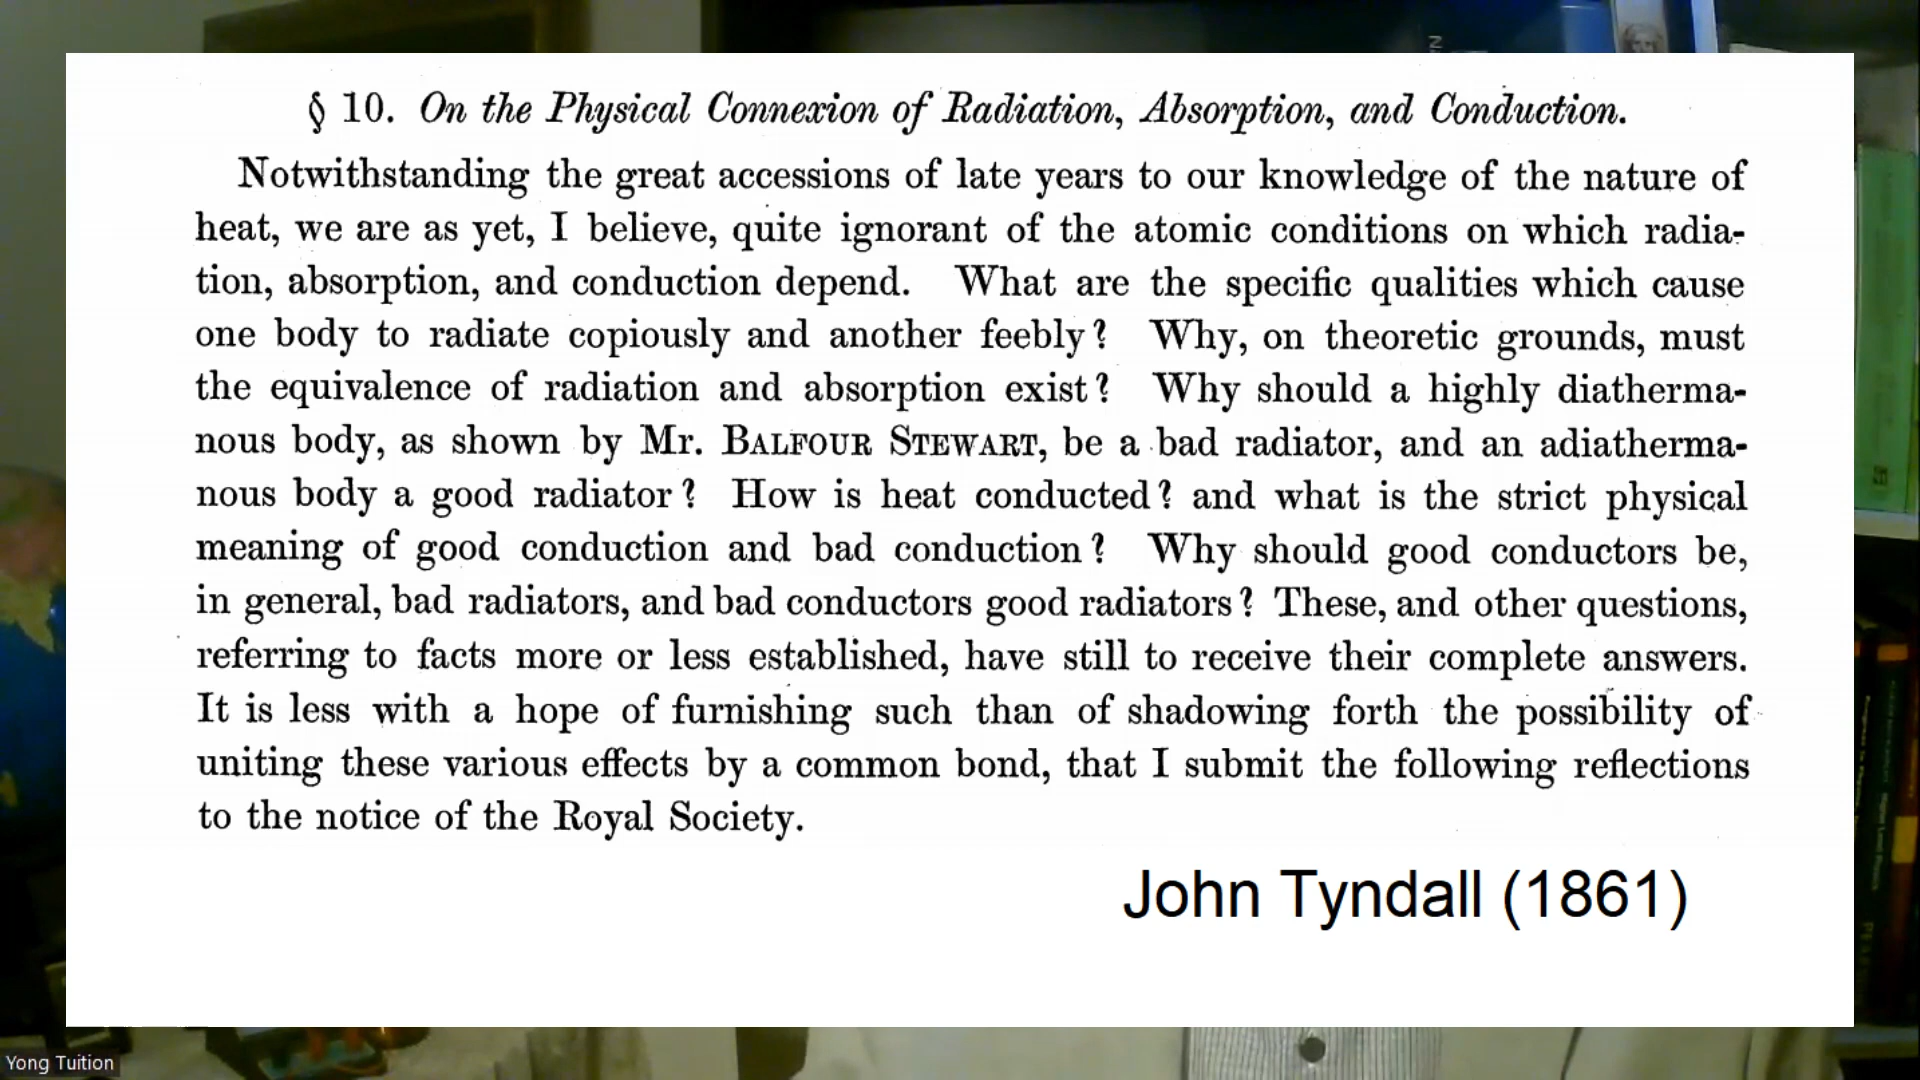 § 10. On the Physical Connexion of Radiation, Absorption, and Conduction.
Notwithstanding the great accessions of late years to our knowledge of the nature of
heat, we are as yet, I believe, quite ignorant of the atomic conditions on which radia-
tion, absorption, and conduction depend. What are the specific qualities which cause
one body to radiate copiously and another feebly? Why, on theoretic grounds, must
the equivalence of radiation and absorption exist? Why should a highly diatherma-
nous body, as shown by Mr. BALFOUR STEWART, be a bad radiator, and an adiatherma-
nous body a good radiator? How is heat conducted? and what is the strict physical
meaning of good conduction and bad conduction? Why should good conductors be,
in general, bad radiators, and bad conductors good radiators? These, and other questions,
referring to facts more or less established, have still to receive their complete answers.
It is less with a hope of furnishing such than of shadowing forth the possibility of
uniting these various effects by a common bond, that I submit the following reflections
to the notice of the Royal Society.
John Tyndall (1861)
Yong Tuition